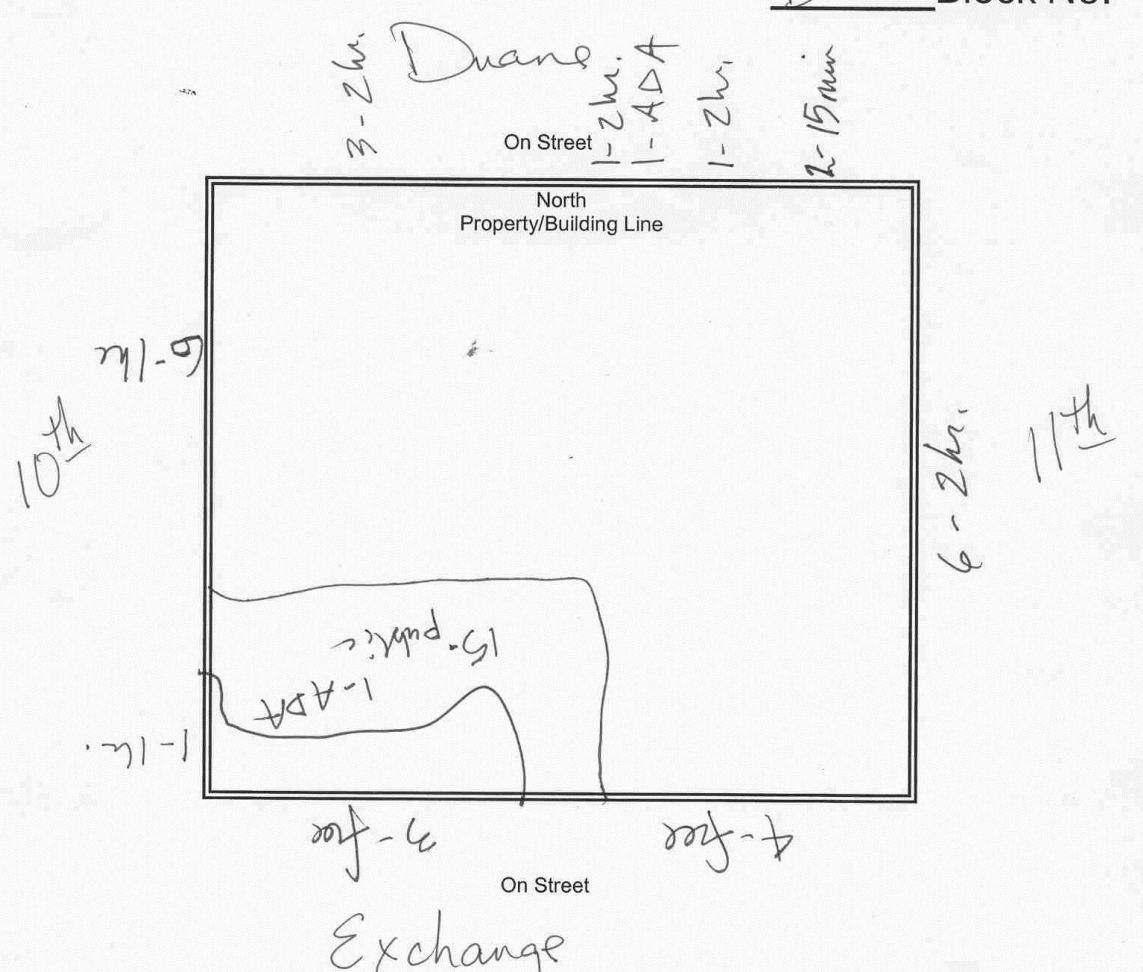 Block No.
Duane
3-2hr.
1-2hr.
1-ADA
1-2hr.
2-15min
On Street
North
Property/Building Line
6-1hr
10th
6-2hr.
11th
15-public
1-ADA
1-1hr.
3-free
4-free
On Street
Exchange